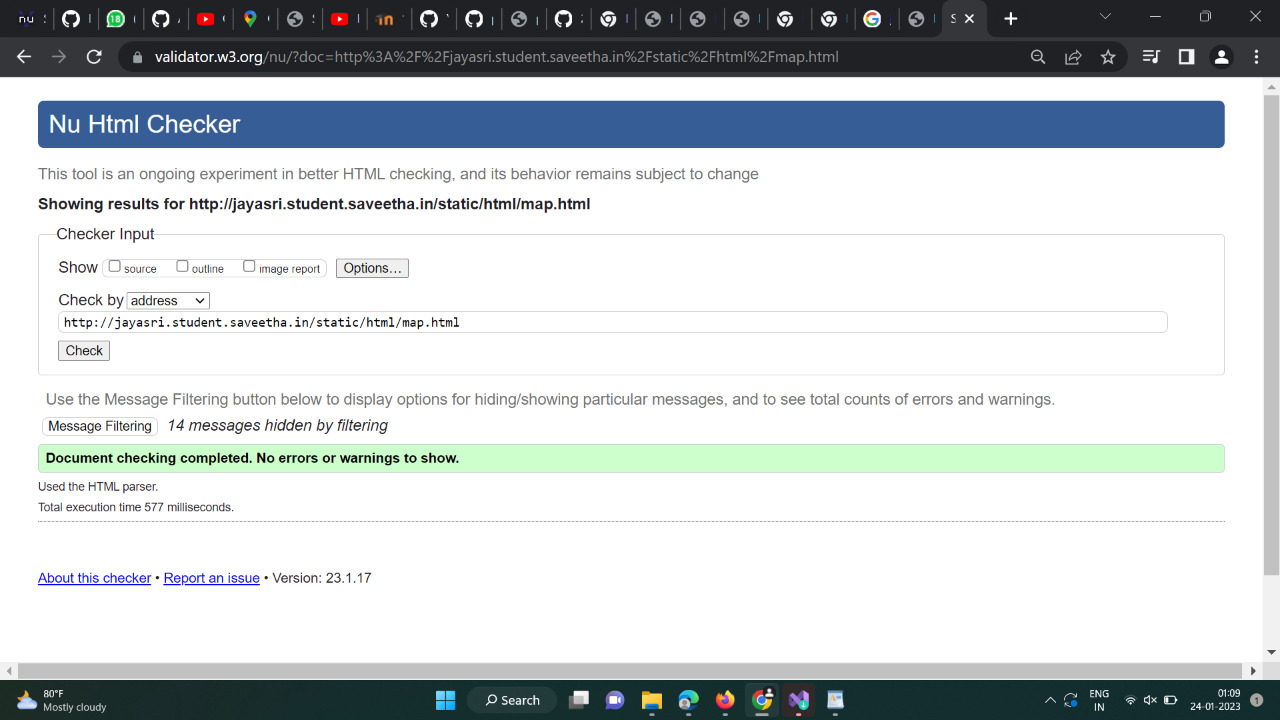 validator.w3.org/nu/?doc=http%3A%2F%2Fjayasri.student.saveetha.in%2Fstatic%2Fhtml%2Fmap.html
Nu Html Checker
This tool is an ongoing experiment in better HTML checking, and its behavior remains subject to change
Showing results for http://jayasri.student.saveetha.in/static/html/map.html
Checker Input
Show source outline image report Options...
Check by address
http://jayasri.student.saveetha.in/static/html/map.html
Check
Use the Message Filtering button below to display options for hiding/showing particular messages, and to see total counts of errors and warnings.
Message Filtering 14 messages hidden by filtering
Document checking completed. No errors or warnings to show.
Used the HTML parser.
Total execution time 577 milliseconds.
About this checker • Report an issue • Version: 23.1.17
80°F
Mostly cloudy
Search
ENG
IN
01:09
24-01-2023
1